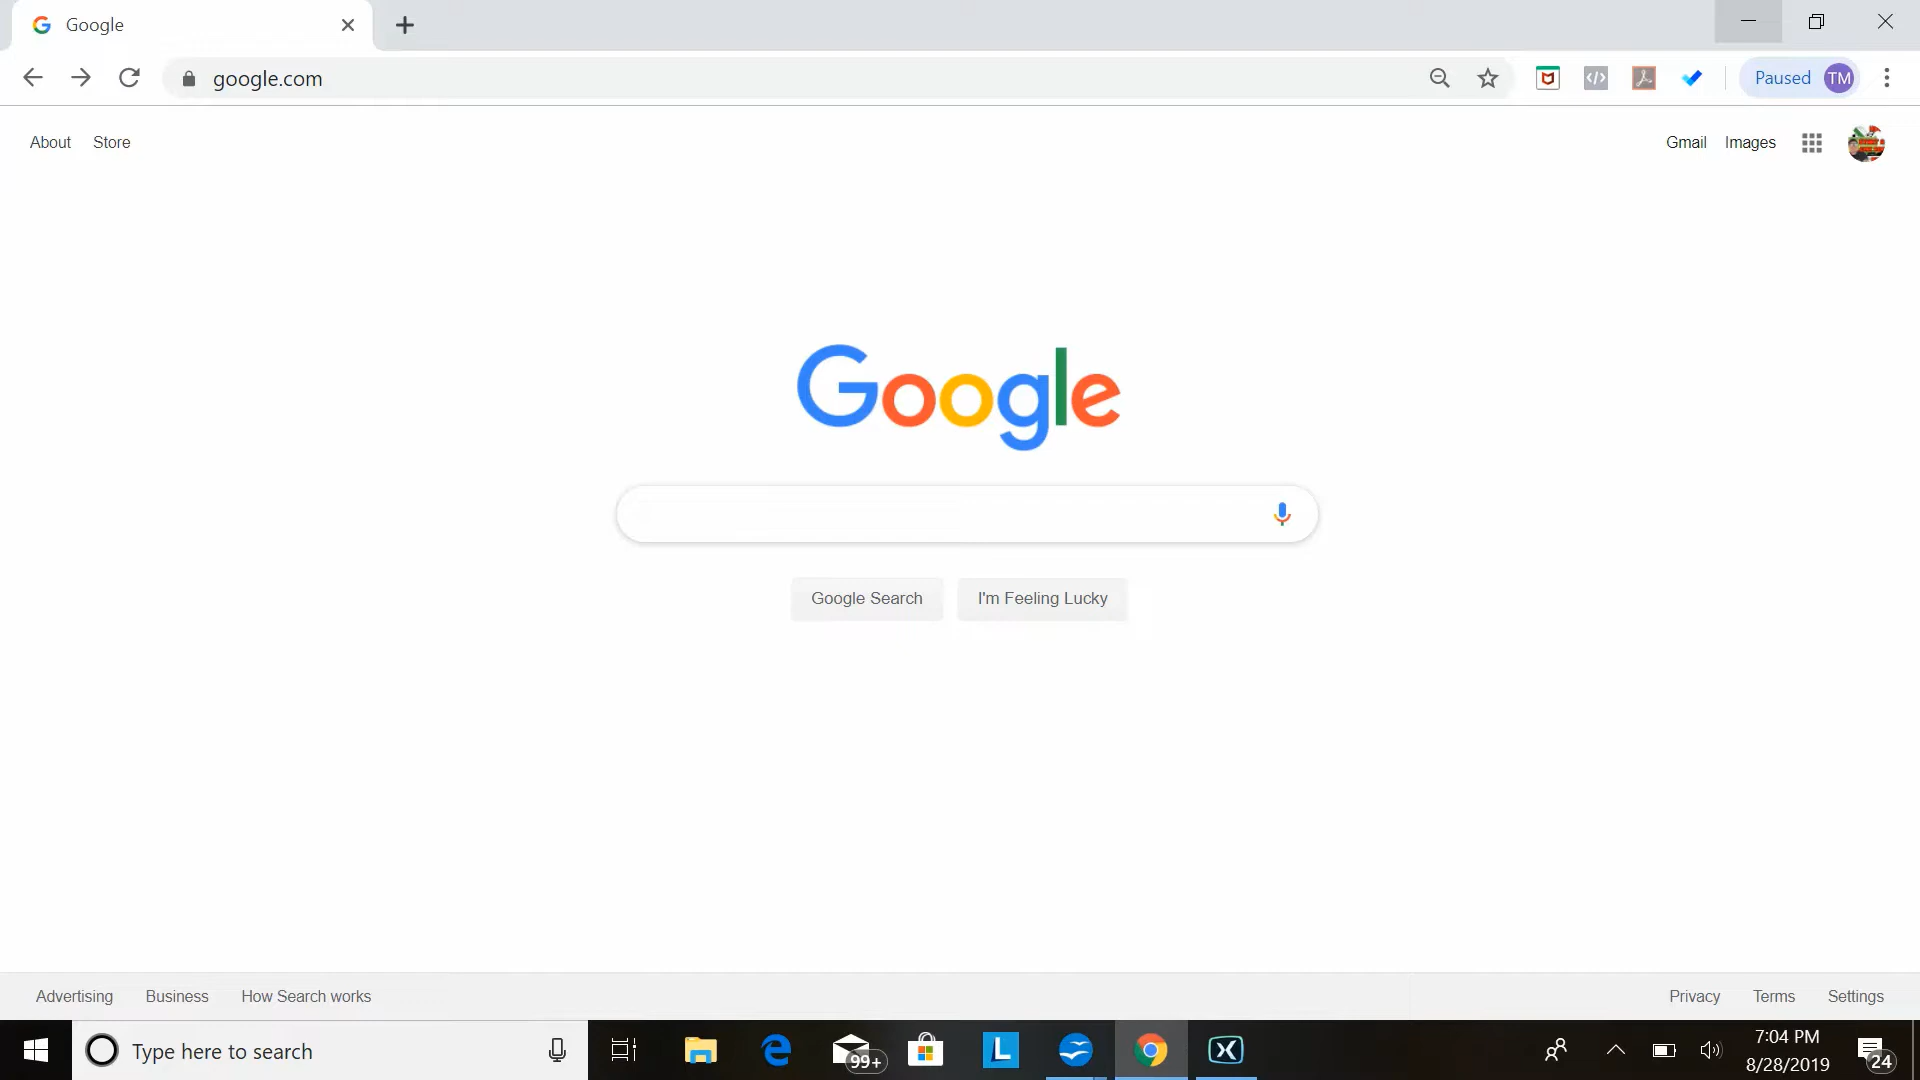 Google
google.com
Paused TM
About Store
Gmail Images
Google
Google Search I'm Feeling Lucky
Advertising Business How Search works
Privacy Terms Settings
Type here to search
99+
L
7:04 PM
8/28/2019
24